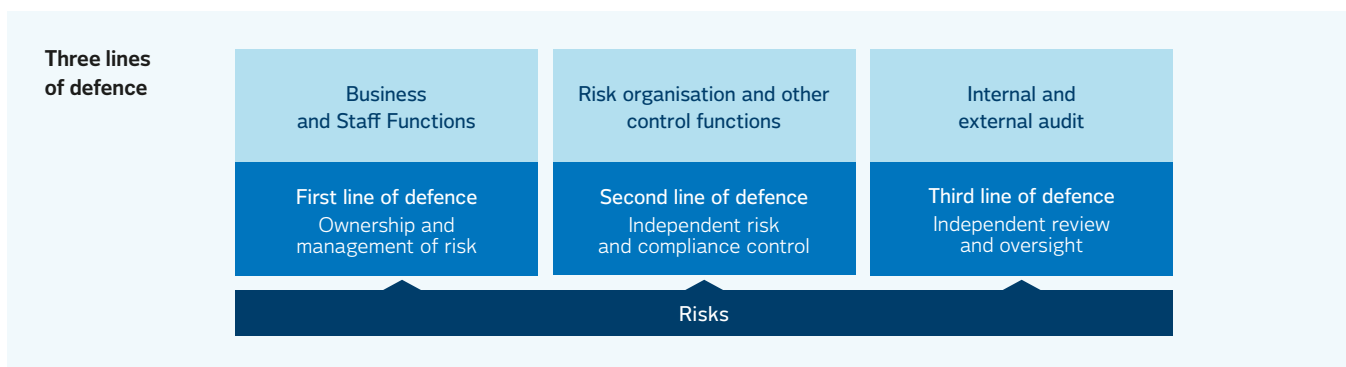 Three lines
of defence
Business
and Staff Functions
First line of defence
Ownership and
management of risk
Risk organisation and other
control functions
Second line of defence
Independent risk
and compliance control
Internal and
external audit
Third line of defence
Independent review
and oversight
Risks